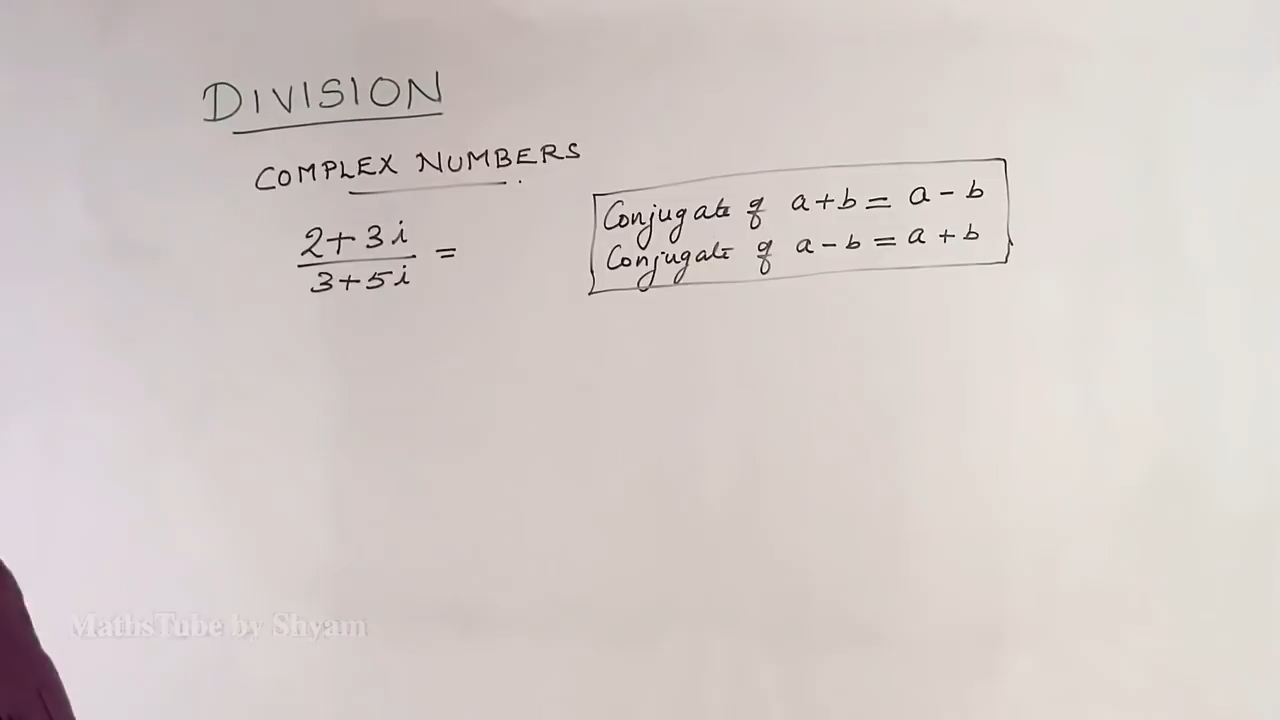 DIVISION
COMPLEX NUMBERS
2+3i
3+5i =
Conjugate of a+b = a-b
Conjugate of a-b = a+b
MathsTube by Shyam